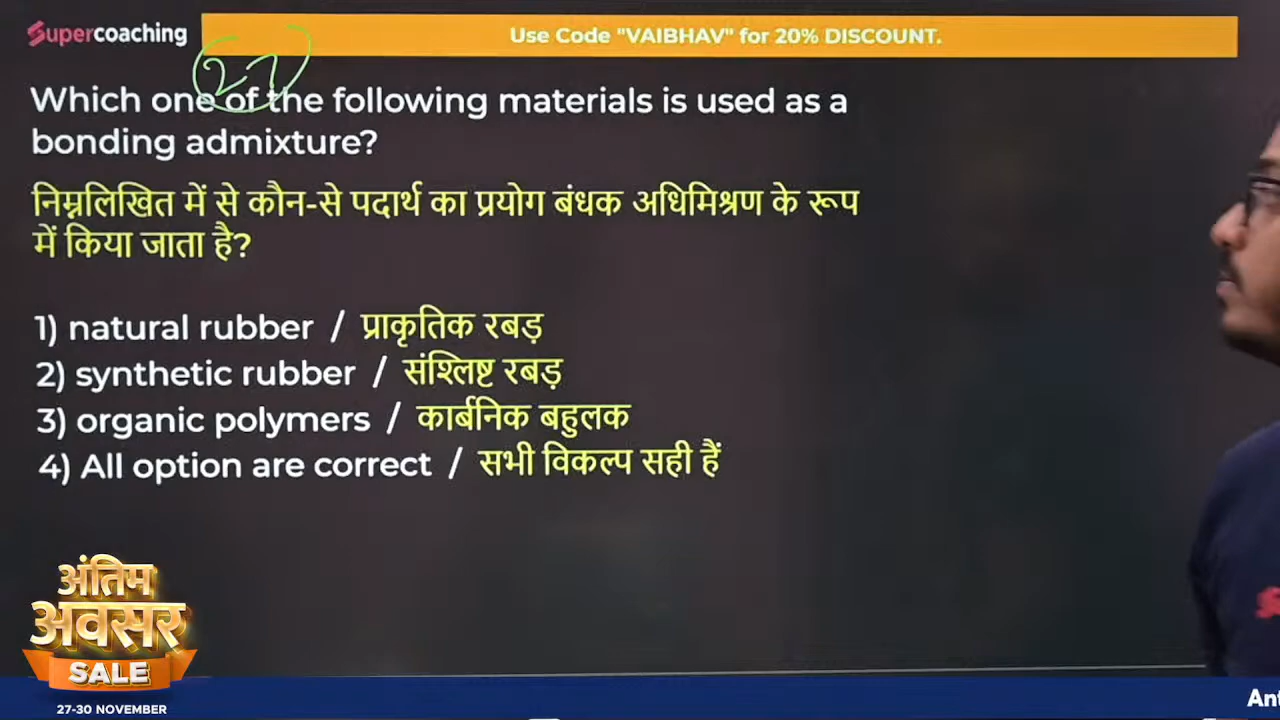 Supercoaching
Use Code "VAIBHAV" for 20% DISCOUNT.
27
Which one of the following materials is used as a
bonding admixture?
निम्नलिखित में से कौन-से पदार्थ का प्रयोग बंधक अधिमिश्रण के रूप
में किया जाता है?
1) natural rubber / प्राकृतिक रबड़
2) synthetic rubber / संश्लिष्ट रबड़
3) organic polymers / कार्बनिक बहुलक
4) All option are correct / सभी विकल्प सही हैं
अंतिम
अवसर
SALE
27-30 NOVEMBER
Ant